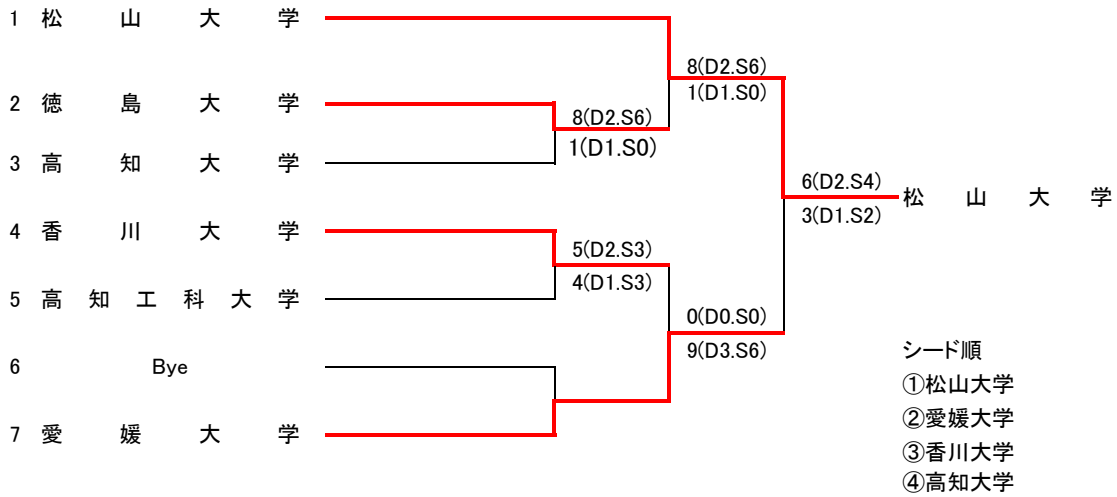 1 松山大学
8(D2.S6)
1(D1.S0)
2 徳島大学
8(D2.S6)
1(D1.S0)
3 高知大学
6(D2.S4)
松山大学
3(D1.S2)
4 香川大学
5(D2.S3)
4(D1.S3)
5 高知工科大学
0(D0.S0)
9(D3.S6)
6 Bye
7 愛媛大学
シード順
①松山大学
②愛媛大学
③香川大学
④高知大学